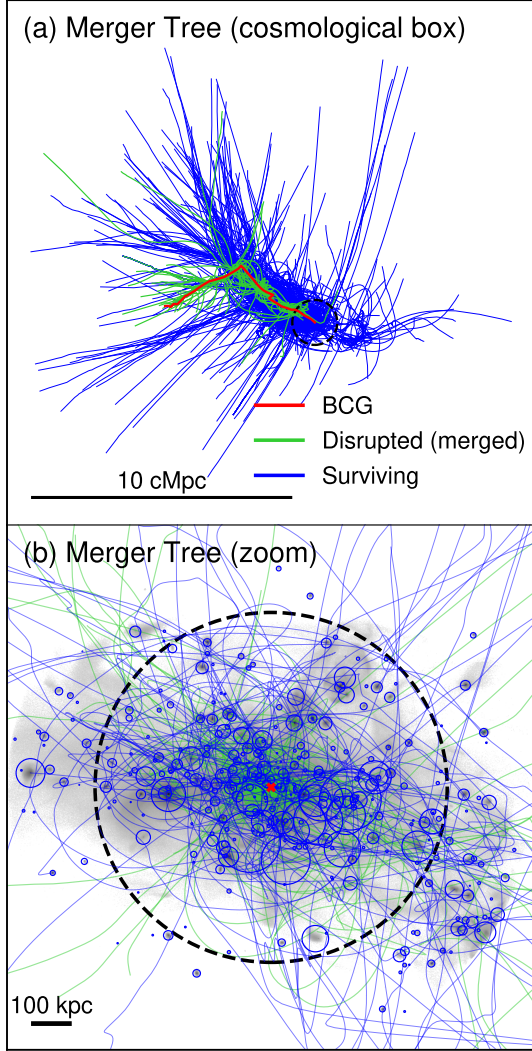 (a) Merger Tree (cosmological box)
BCG
Disrupted (merged)
10 cMpc
Surviving
(b) Merger Tree (zoom)
100 kpc